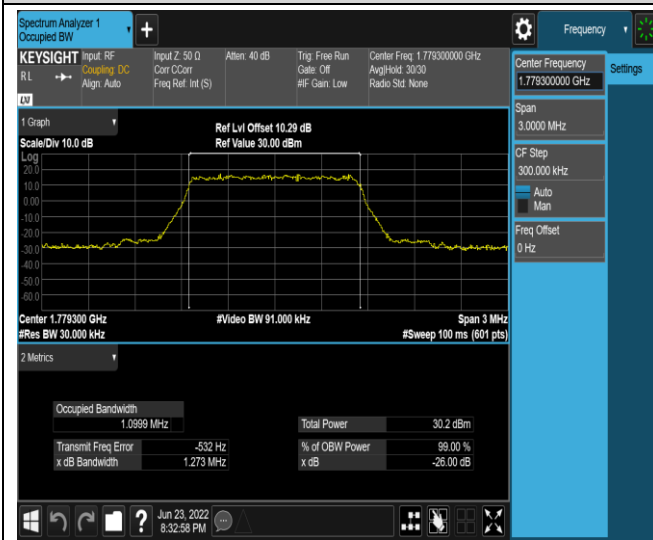 Spectrum Analyzer 1
Occupied BW
+
Frequency
KEYSIGHT
RL
LXI
Input: RF
Coupling: DC
Align: Auto
Input Z: 50 Ω
Corr CCorr
Freq Ref: Int (S)
Atten: 40 dB
Trig: Free Run
Gate: Off
#IF Gain: Low
Center Freq: 1.779300000 GHz
Avg|Hold: 30/30
Radio Std: None
Center Frequency
1.779300000 GHz
Settings
Span
3.0000 MHz
CF Step
300.000 kHz
Auto
Man
Freq Offset
0 Hz
1 Graph
Scale/Div 10.0 dB
Ref Lvl Offset 10.29 dB
Ref Value 30.00 dBm
Log
20.0
10.0
0.00
-10.0
-20.0
-30.0
-40.0
-50.0
-60.0
Center 1.779300 GHz
#Video BW 91.000 kHz
Span 3 MHz
#Res BW 30.000 kHz
#Sweep 100 ms (601 pts)
2 Metrics
Occupied Bandwidth
1.0999 MHz
Total Power 30.2 dBm
Transmit Freq Error -532 Hz
% of OBW Power 99.00 %
x dB Bandwidth 1.273 MHz
x dB -26.00 dB
?
Jun 23, 2022
8:32:58 PM